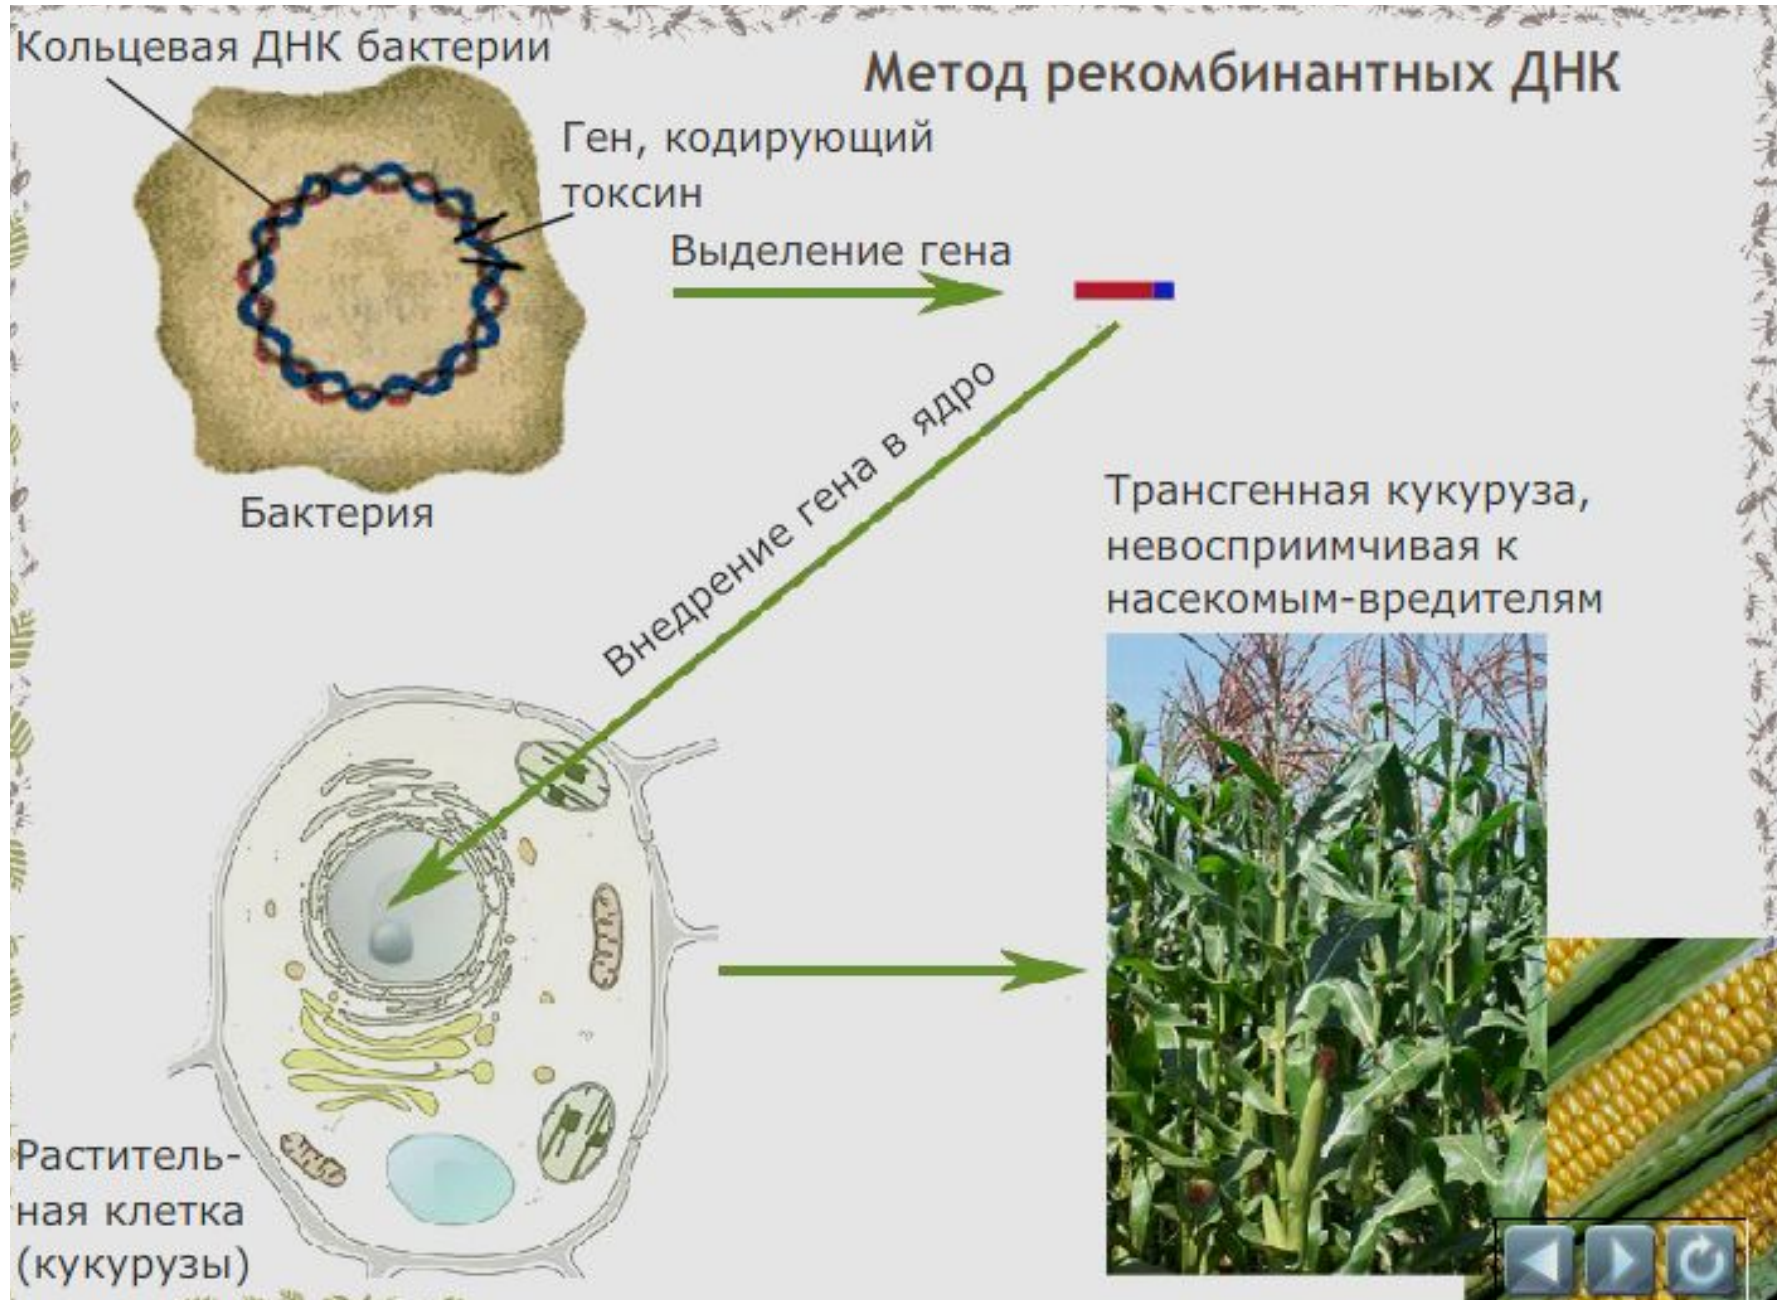 Кольцевая ДНК бактерии
Метод рекомбинантных ДНК
Ген, кодирующий
токсин
Выделение гена
Бактерия
Внедрение гена в ядро
Трансгенная кукуруза,
невосприимчивая к
насекомым-вредителям
Раститель-
ная клетка
(кукурузы)